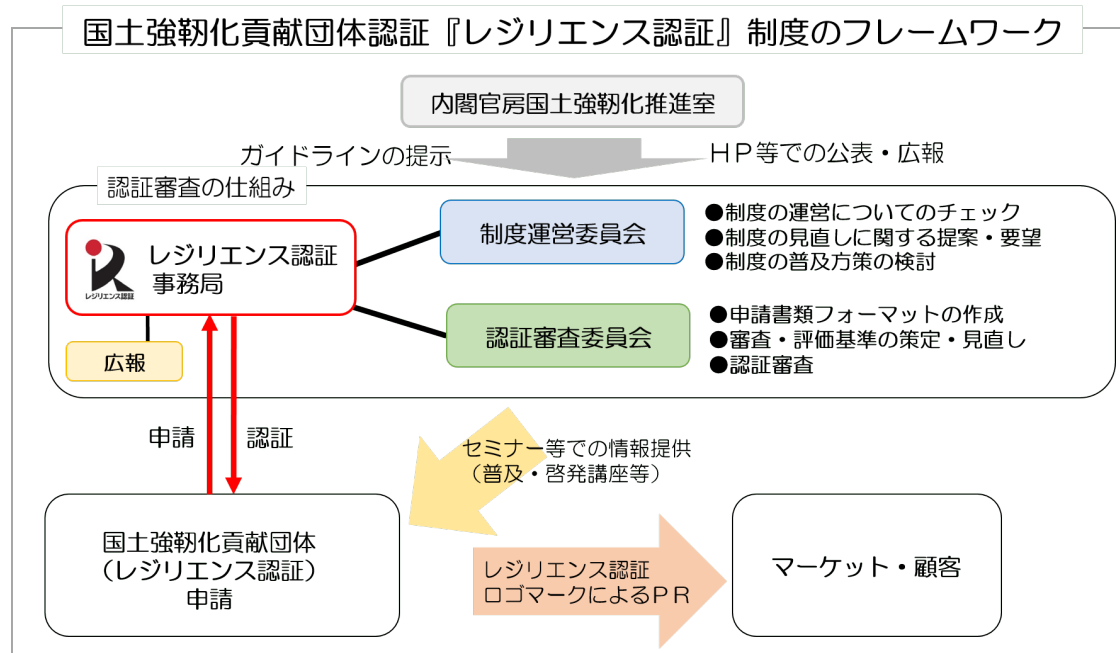 国土強靭化貢献団体認証『レジリエンス認証』制度のフレームワーク
内閣官房国土強靭化推進室
ガイドラインの提示
ＨＰ等での公表・広報
認証審査の仕組み
レジリエンス認証
事務局
レジリエンス認証
広報
制度運営委員会
●制度の運営についてのチェック
●制度の見直しに関する提案・要望
●制度の普及方策の検討
認証審査委員会
●申請書類フォーマットの作成
●審査・評価基準の策定・見直し
●認証審査
申請
認証
セミナー等での情報提供
（普及・啓発講座等）
国土強靭化貢献団体
（レジリエンス認証）
申請
レジリエンス認証
ロゴマークによるＰＲ
マーケット・顧客